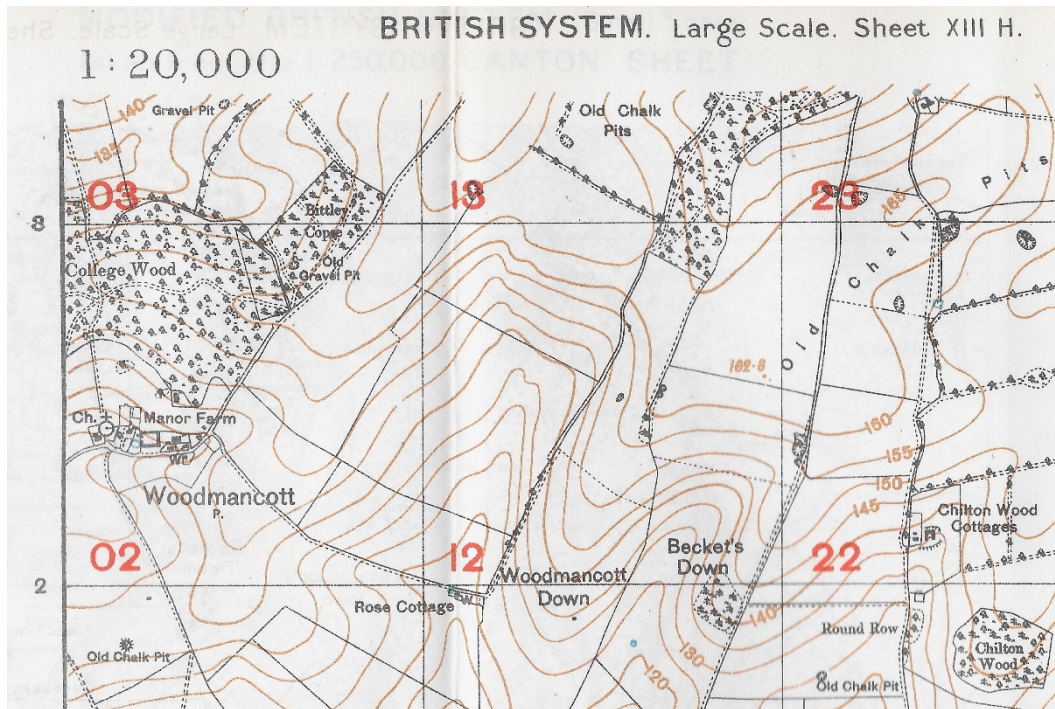 BRITISH SYSTEM. Large Scale. Sheet XIII H.
1:20,000
140
Gravel Pit
Old Chalk
Pits
135
03
13
23
165
Chalk
Pits
8
Bittley
Copse
College Wood
Old
Gravel Pit
Old
162·8
160
Ch.
Manor Farm
155
WP.
150
Woodmancott
P.
145
Chilton Wood
Cottages
02
12
Becket's
Down
22
2
Woodmancott
Down
Rose Cottage
W.
140
Round Row
130
Old Chalk Pit
120
Chilton
Wood
Old Chalk Pit